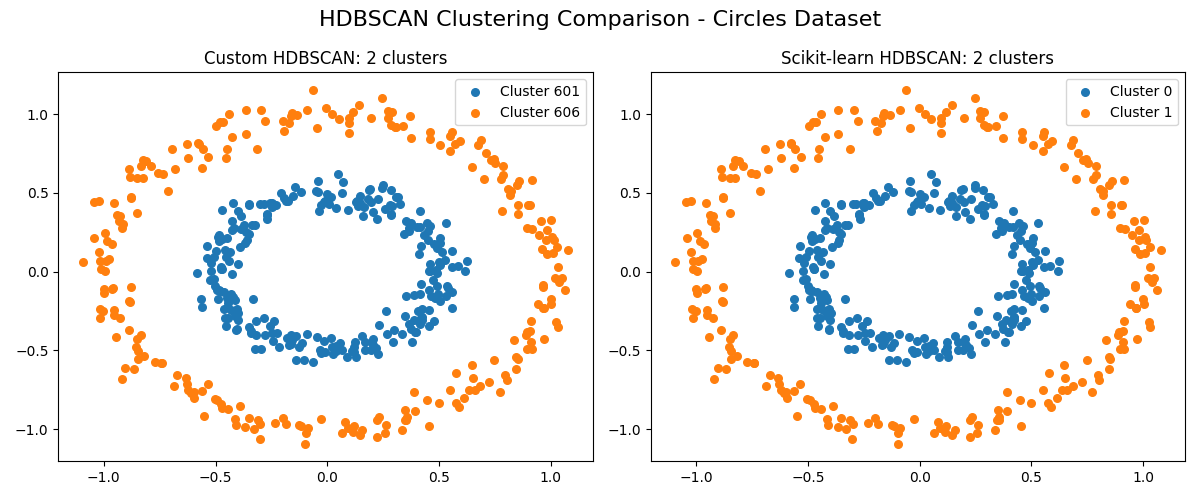 HDBSCAN Clustering Comparison - Circles Dataset
Custom HDBSCAN: 2 clusters
Cluster 601
Cluster 606
1.0
0.5
0.0
−0.5
−1.0
−1.0 −0.5 0.0 0.5 1.0
Scikit-learn HDBSCAN: 2 clusters
Cluster 0
Cluster 1
1.0
0.5
0.0
−0.5
−1.0
−1.0 −0.5 0.0 0.5 1.0